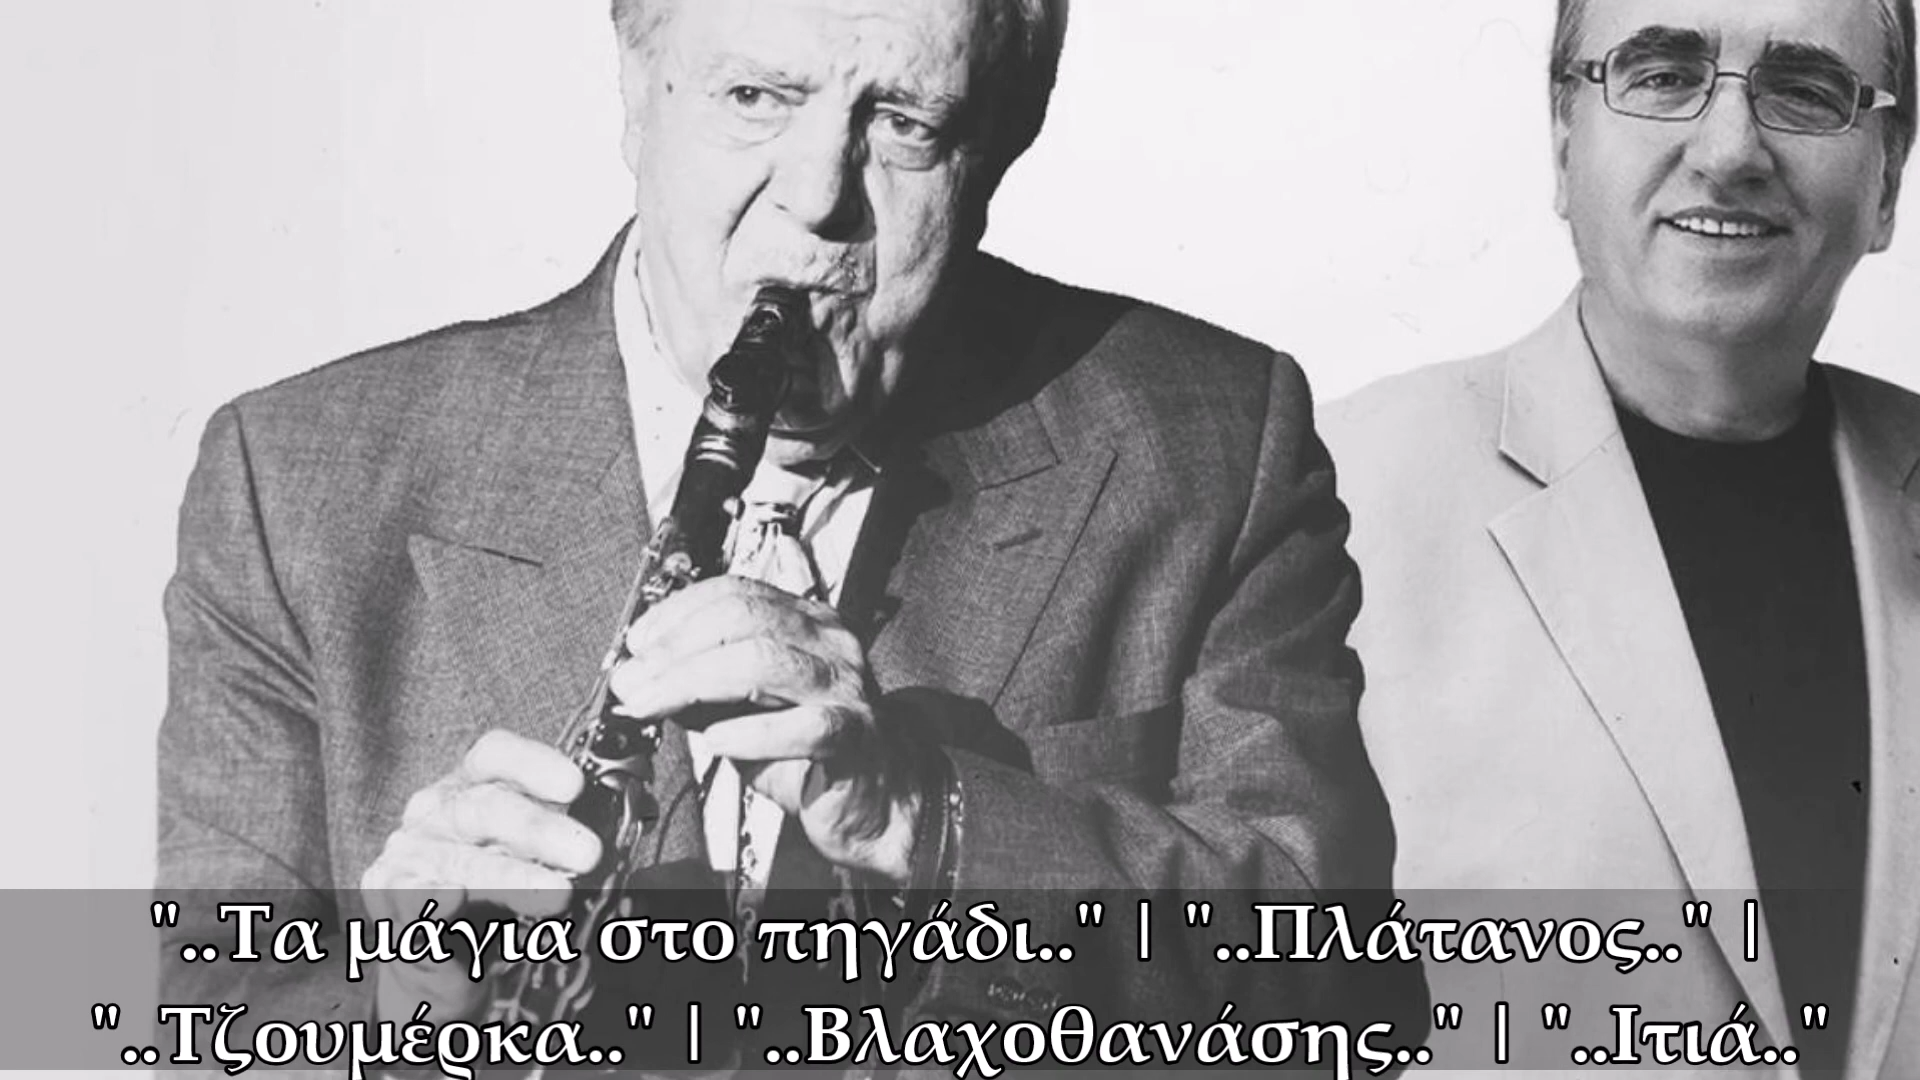 "..Τα μάγια στο πηγάδι.." | "..Πλάτανος.." |
"..Τζουμέρκα.." | "..Βλαχοθανάσης.." | "..Ιτιά.."